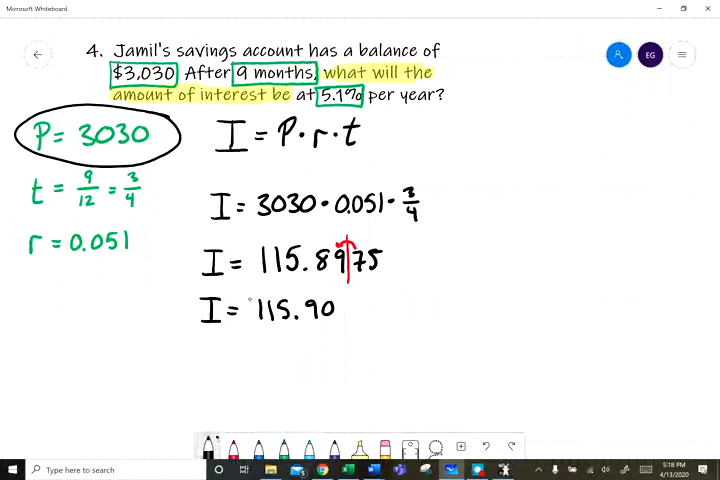 Microsoft Whiteboard
4. Jamil's savings account has a balance of
$3,030 After 9 months, what will the
amount of interest be at 5.1% per year?
EG
P = 3030
I = P · r · t
t = 9/12 = 3/4
I = 3030 · 0.051 · 3/4
r = 0.051
I = 115.8975
I = 115.90
Type here to search
5:18 PM
4/13/2020